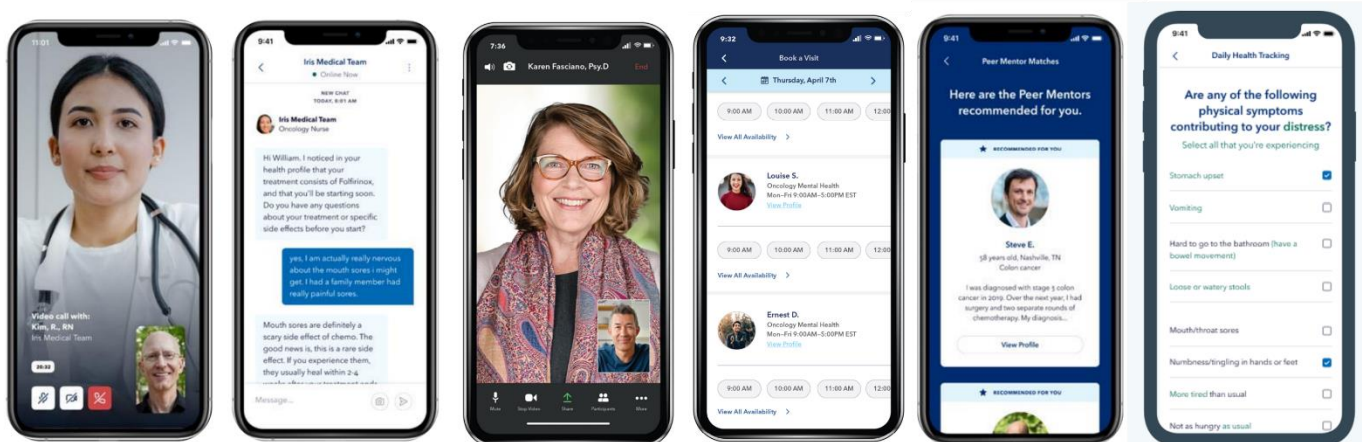 11:01
Video call with:
Kim, R., RN
Iris Medical Team
9:41
Iris Medical Team
Online Now
NEW CHAT
TODAY, 8:01 AM
Iris Medical Team
Oncology Nurse
Hi William. I noticed in your
health profile that your
treatment consists of Folfirinox,
and that you'll be starting soon.
Do you have any questions
about your treatment or specific
side effects before you start?
yes, I am actually really nervous
about the mouth sores i might
get. I had a family member had
really painful sores.
Mouth sores are definitely a
scary side effect of chemo. The
good news is, this is a rare side
effect. If you experience them,
they usually heal within 2-4
Message...
7:36
Karen Fasciano, Psy.D
End
Mute
Stop Video
Share
Participants
More
9:32
Book a Visit
Thursday, April 7th
9:00 AM
10:00 AM
11:00 AM
12:00
View All Availability
Louise S.
Oncology Mental Health
Mon–Fri 9:00AM–5:00PM EST
View Profile
9:00 AM
10:00 AM
11:00 AM
12:00
View All Availability
Ernest D.
Oncology Mental Health
Mon–Fri 9:00AM–5:00PM EST
View Profile
9:00 AM
10:00 AM
11:00 AM
12:00
View All Availability
9:41
Peer Mentor Matches
Here are the Peer Mentors
recommended for you.
RECOMMENDED FOR YOU
Steve E.
58 years old, Nashville, TN
Colon cancer
I was diagnosed with stage 3 colon
cancer in 2019. Over the next year, I had
surgery and two separate rounds of
chemotherapy. My diagnosis...
View Profile
RECOMMENDED FOR YOU
9:41
Daily Health Tracking
Are any of the following
physical symptoms
contributing to your distress?
Select all that you're experiencing
Stomach upset
Vomiting
Hard to go to the bathroom (have a
bowel movement)
Loose or watery stools
Mouth/throat sores
Numbness/tingling in hands or feet
More tired than usual
Not as hungry as usual